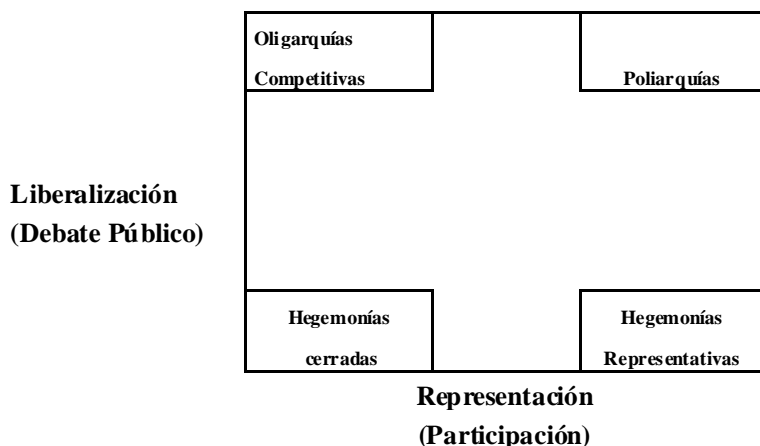 Oligarquías
Competitivas
Poliarquías
Liberalización
(Debate Público)
Hegemonías
cerradas
Hegemonías
Representativas
Representación
(Participación)